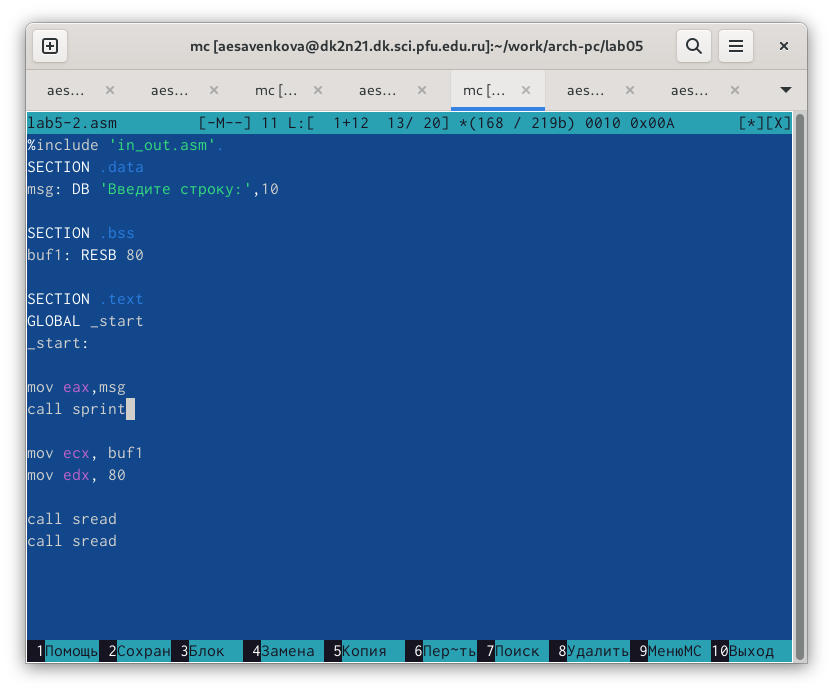 mc [aesavenkova@dk2n21.dk.sci.pfu.edu.ru]:~/work/arch-pc/lab05
aes... aes... mc [... aes... mc [... aes... aes...
lab5-2.asm [-M--] 11 L:[ 1+12 13/ 20] *(168 / 219b) 0010 0x00A [*][X]
%include 'in_out.asm'.
SECTION .data
msg: DB 'Введите строку:',10
SECTION .bss
buf1: RESB 80
SECTION .text
GLOBAL _start
_start:
mov eax,msg
call sprint
mov ecx, buf1
mov edx, 80
call sread
call sread
1Помощь 2Сохран 3Блок 4Замена 5Копия 6Пер~ть 7Поиск 8Удалить 9МенюМС 10Выход